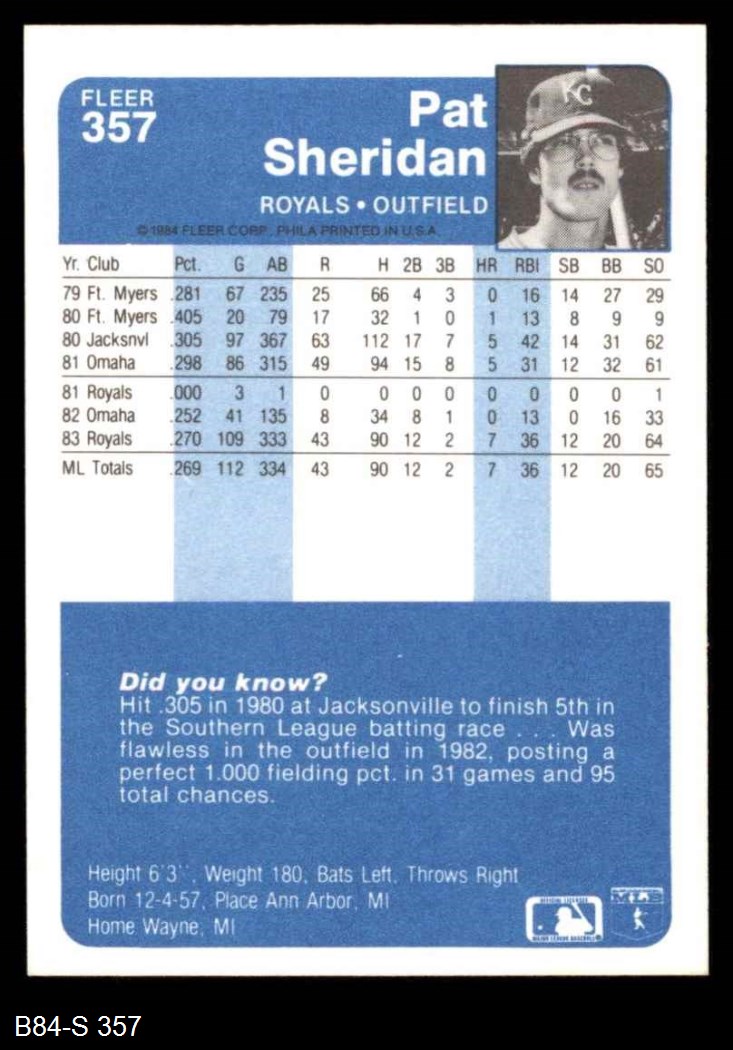 FLEER
357
Pat
Sheridan
ROYALS • OUTFIELD
©1984 FLEER CORP. PHILA PRINTED IN U.S.A.
KC
Yr. Club Pct. G AB R H 2B 3B HR RBI SB BB SO
79 Ft. Myers .281 67 235 25 66 4 3 0 16 14 27 29
80 Ft. Myers .405 20 79 17 32 1 0 1 13 8 9 9
80 Jacksnvl .305 97 367 63 112 17 7 5 42 14 31 62
81 Omaha .298 86 315 49 94 15 8 5 31 12 32 61
81 Royals .000 3 1 0 0 0 0 0 0 0 0 1
82 Omaha .252 41 135 8 34 8 1 0 13 0 16 33
83 Royals .270 109 333 43 90 12 2 7 36 12 20 64
ML Totals .269 112 334 43 90 12 2 7 36 12 20 65
Did you know?
Hit .305 in 1980 at Jacksonville to finish 5th in
the Southern League batting race . . . Was
flawless in the outfield in 1982, posting a
perfect 1.000 fielding pct. in 31 games and 95
total chances.
Height 6'3'', Weight 180, Bats Left, Throws Right
Born 12-4-57, Place Ann Arbor, MI
Home Wayne, MI
MAJOR LEAGUE BASEBALL
B84-S 357